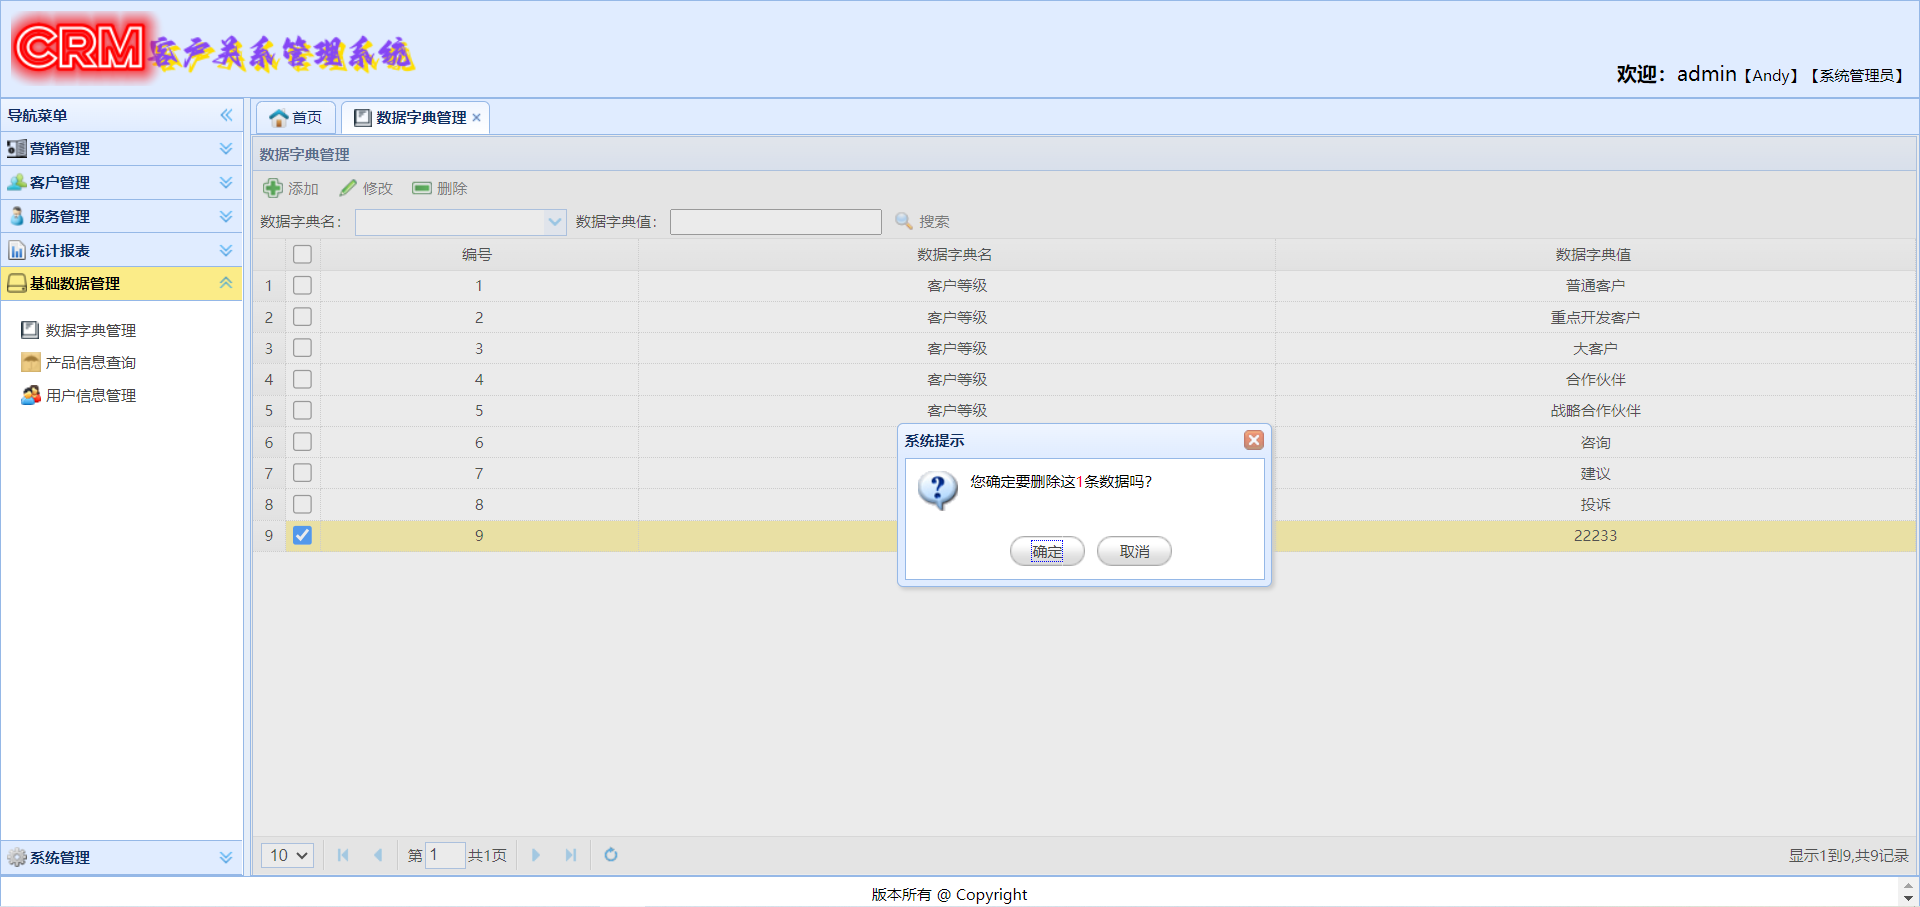 CRM客户关系管理系统
欢迎：admin【Andy】【系统管理员】
导航菜单
首页
数据字典管理
营销管理
客户管理
服务管理
统计报表
基础数据管理
数据字典管理
产品信息查询
用户信息管理
系统管理
数据字典管理
添加 修改 删除
数据字典名： 数据字典值： 搜索
编号 数据字典名 数据字典值
1 1 客户等级 普通客户
2 2 客户等级 重点开发客户
3 3 客户等级 大客户
4 4 客户等级 合作伙伴
5 5 客户等级 战略合作伙伴
6 6 咨询
7 7 建议
8 8 投诉
9 9 22233
系统提示
您确定要删除这1条数据吗?
确定 取消
10 第 1 共1页 显示1到9,共9记录
版本所有 @ Copyright